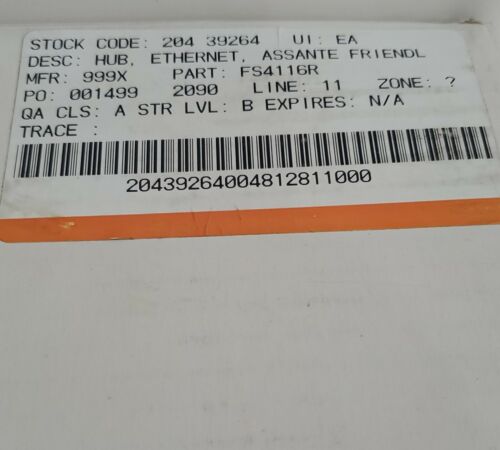 STOCK CODE: 204 39264 UI: EA
DESC: HUB, ETHERNET, ASSANTE FRIENDL
MFR: 999X PART: FS4116R
PO: 001499 2090 LINE: 11 ZONE: ?
QA CLS: A STR LVL: B EXPIRES: N/A
TRACE :
20439264004812811000